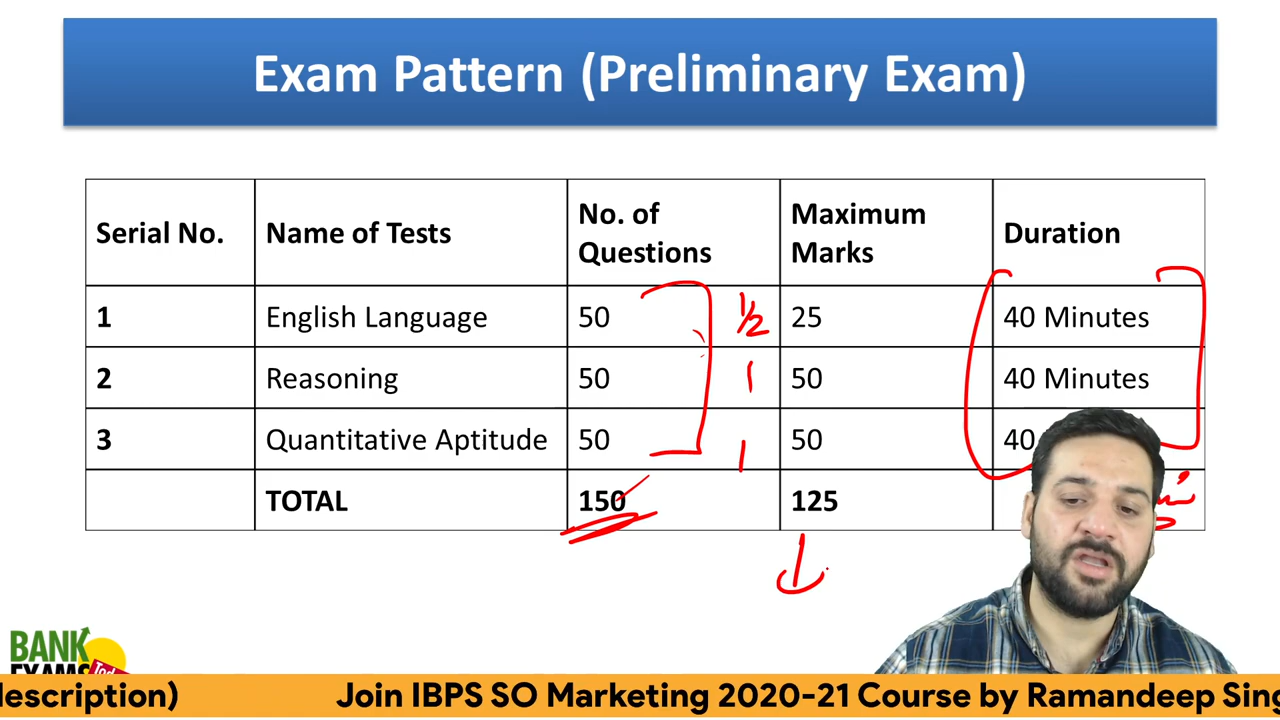 Exam Pattern (Preliminary Exam)
Serial No. Name of Tests No. of Questions Maximum Marks Duration
1 English Language 50 1/2 25 40 Minutes
2 Reasoning 50 1 50 40 Minutes
3 Quantitative Aptitude 50 1 50 40
TOTAL 150 125
BANK
EXAMS
description) Join IBPS SO Marketing 2020-21 Course by Ramandeep Sing